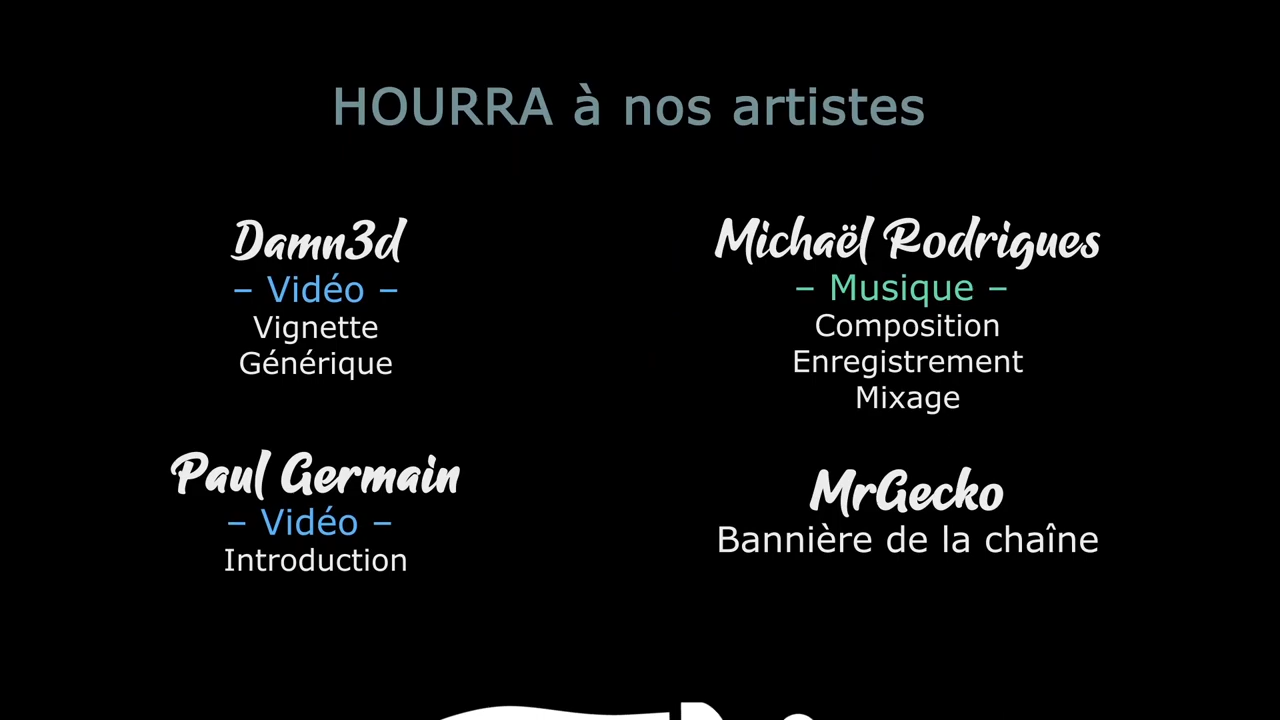 HOURRA à nos artistes
Damn3d
– Vidéo –
Vignette
Générique
Michaël Rodrigues
– Musique –
Composition
Enregistrement
Mixage
Paul Germain
– Vidéo –
Introduction
MrGecko
Bannière de la chaîne